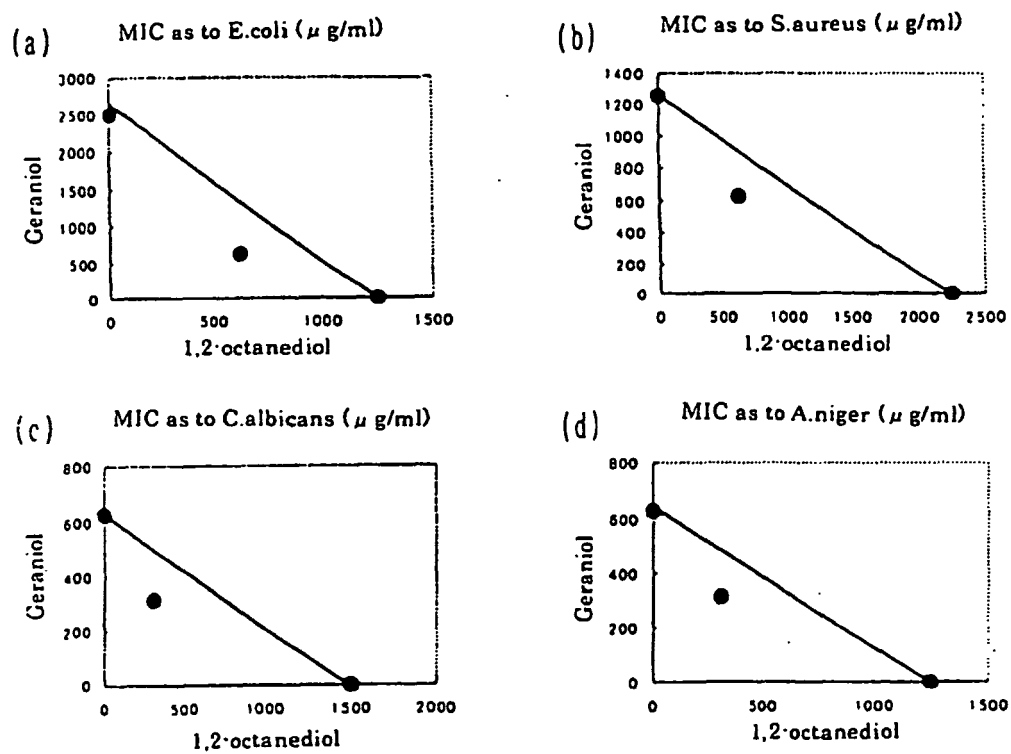 (a)
MIC as to E.coli (μ g/ml)
3000
2500
2000
1500
1000
500
0
Geraniol
0 500 1000 1500
1,2·octanediol
(b)
MIC as to S.aureus (μ g/ml)
1400
1200
1000
800
600
400
200
0
Geraniol
0 500 1000 1500 2000 2500
1,2·octanediol
(c)
MIC as to C.albicans (μ g/ml)
800
600
400
200
0
Geraniol
0 500 1000 1500 2000
1,2·octanediol
(d)
MIC as to A.niger (μ g/ml)
800
600
400
200
0
Geraniol
0 500 1000 1500
1,2·octanediol